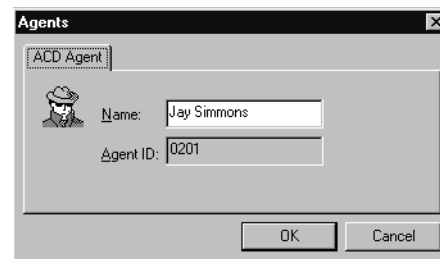 Agents
ACD Agent
Name: Jay Simmons
Agent ID: 0201
OK Cancel